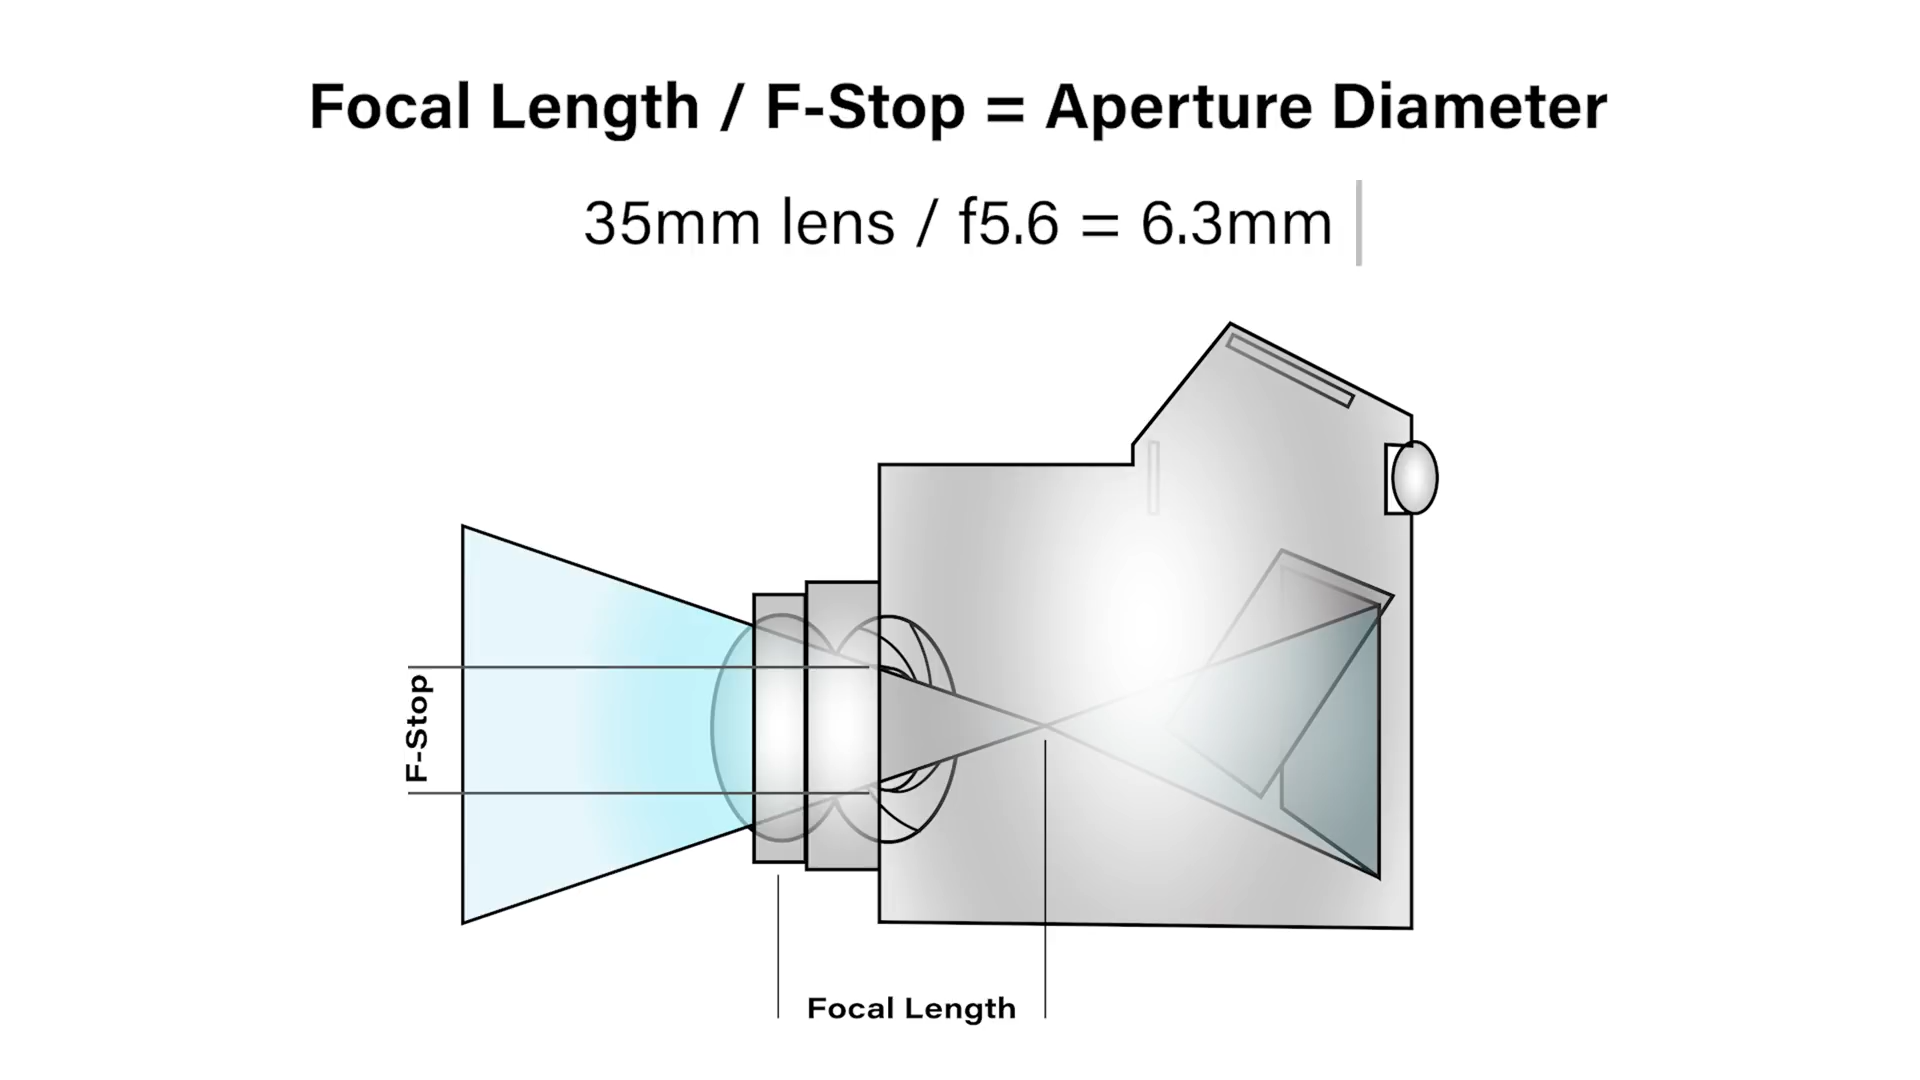 Focal Length / F-Stop = Aperture Diameter
35mm lens / f5.6 = 6.3mm
F-Stop
Focal Length